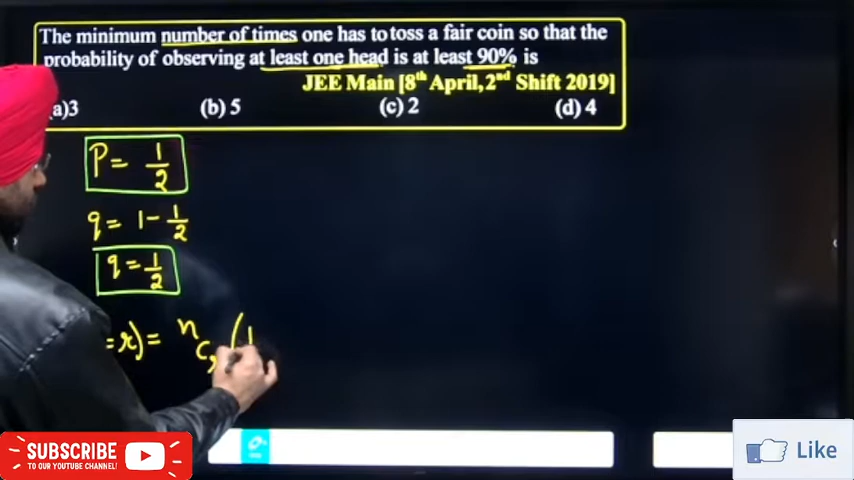 The minimum number of times one has to toss a fair coin so that the
probability of observing at least one head is at least 90% is
JEE Main [8th April, 2nd Shift 2019]
(a)3 (b) 5 (c) 2 (d) 4
P = 1/2
q = 1 - 1/2
q = 1/2
= r) = n C ( 1
SUBSCRIBE
TO OUR YOUTUBE CHANNEL!
Like